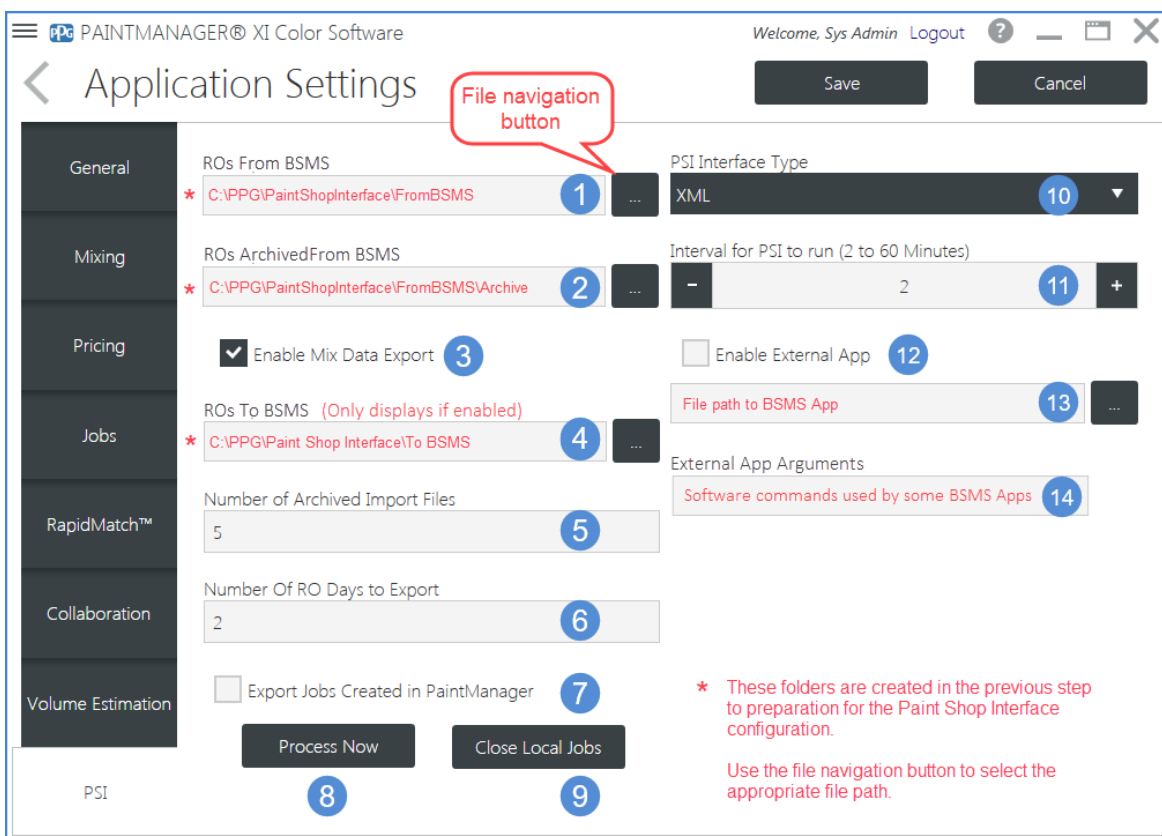 PPG PAINTMANAGER® XI Color Software
Welcome, Sys Admin Logout ?
Application Settings
Save
Cancel
File navigation
button
General
Mixing
Pricing
Jobs
RapidMatch™
Collaboration
Volume Estimation
PSI
ROs From BSMS
* C:\PPG\PaintShopInterface\FromBSMS 1 ...
ROs ArchivedFrom BSMS
* C:\PPG\PaintShopInterface\FromBSMS\Archive 2 ...
Enable Mix Data Export 3
ROs To BSMS (Only displays if enabled)
* C:\PPG\Paint Shop Interface\To BSMS 4 ...
Number of Archived Import Files
5 5
Number Of RO Days to Export
2 6
Export Jobs Created in PaintManager 7
Process Now
Close Local Jobs
8 9
PSI Interface Type
XML 10
Interval for PSI to run (2 to 60 Minutes)
- 2 11 +
Enable External App 12
File path to BSMS App 13 ...
External App Arguments
Software commands used by some BSMS Apps 14
* These folders are created in the previous step
to preparation for the Paint Shop Interface
configuration.
Use the file navigation button to select the
appropriate file path.